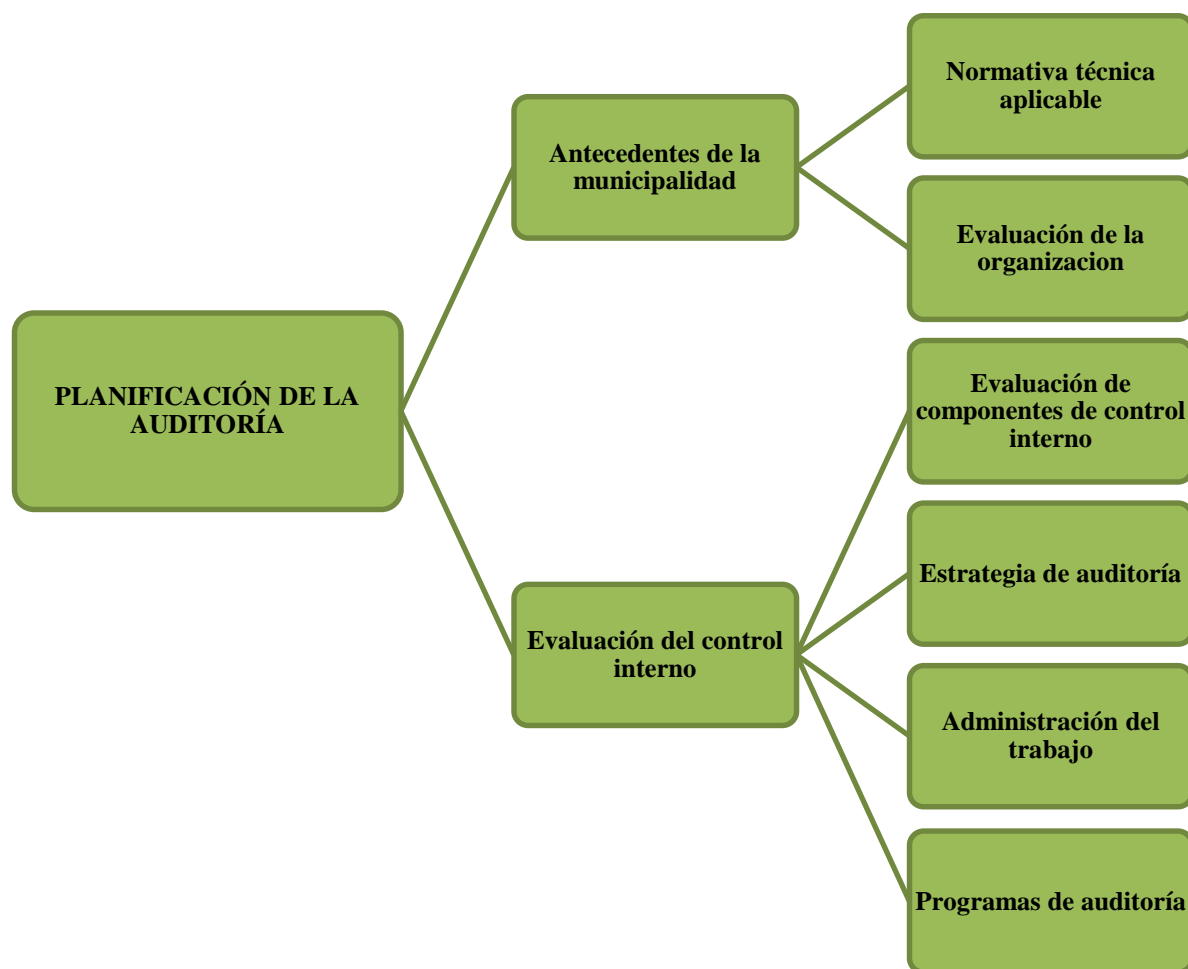 PLANIFICACIÓN DE LA
AUDITORÍA
Antecedentes de la
municipalidad
Normativa técnica
aplicable
Evaluación de la
organizacion
Evaluación del control
interno
Evaluación de
componentes de control
interno
Estrategia de auditoría
Administración del
trabajo
Programas de auditoría